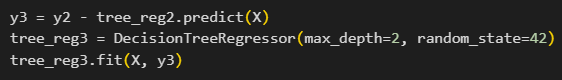 y3 = y2 - tree_reg2.predict(X)
tree_reg3 = DecisionTreeRegressor(max_depth=2, random_state=42)
tree_reg3.fit(X, y3)